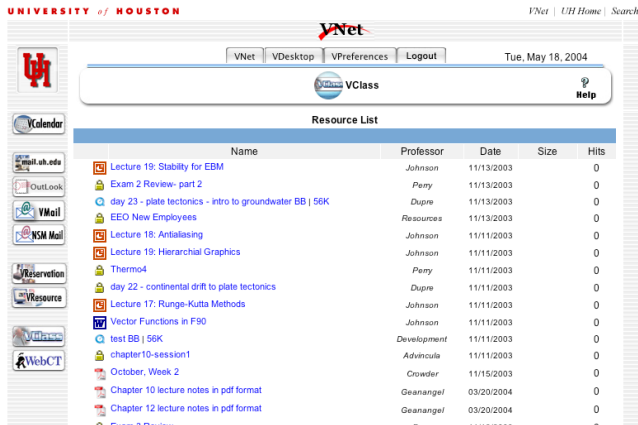 UNIVERSITY of HOUSTON VNet | UH Home | Search
VNet
VNet VDesktop VPreferences Logout Tue, May 18, 2004
UH
VClass VClass Help
VCalendar
mail.uh.edu
OutLook
VMail
NSM Mail
VReservation
VResource
VClass
WebCT
Resource List
Name Professor Date Size Hits
Lecture 19: Stability for EBM Johnson 11/13/2003 0
Exam 2 Review- part 2 Perry 11/13/2003 0
day 23 - plate tectonics - intro to groundwater BB | 56K Dupre 11/13/2003 0
EEO New Employees Resources 11/13/2003 0
Lecture 18: Antialiasing Johnson 11/11/2003 0
Lecture 19: Hierarchial Graphics Johnson 11/11/2003 0
Thermo4 Perry 11/11/2003 0
day 22 - continental drift to plate tectonics Dupre 11/11/2003 0
Lecture 17: Runge-Kutta Methods Johnson 11/11/2003 0
Vector Functions in F90 Johnson 11/11/2003 0
test BB | 56K Development 11/11/2003 0
chapter10-session1 Advincula 11/11/2003 0
October, Week 2 Crowder 11/15/2003 0
Chapter 10 lecture notes in pdf format Geanangel 03/20/2004 0
Chapter 12 lecture notes in pdf format Geanangel 03/20/2004 0